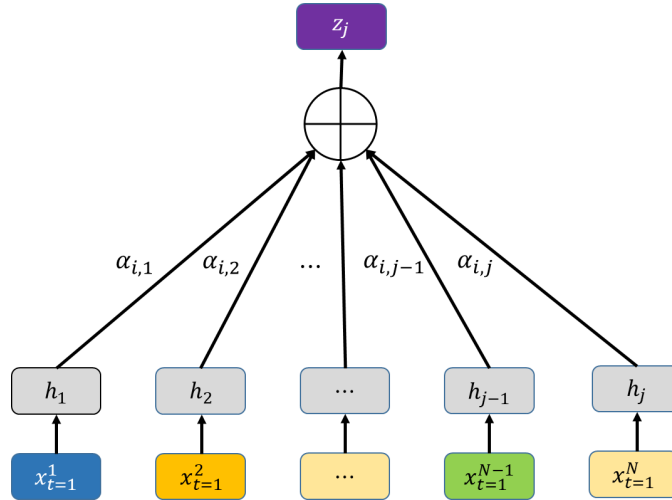 z_j
α_{i,1} α_{i,2} ... α_{i,j−1} α_{i,j}
h_1 h_2 ... h_{j−1} h_j
x_{t=1}^1 x_{t=1}^2 ... x_{t=1}^{N−1} x_{t=1}^N